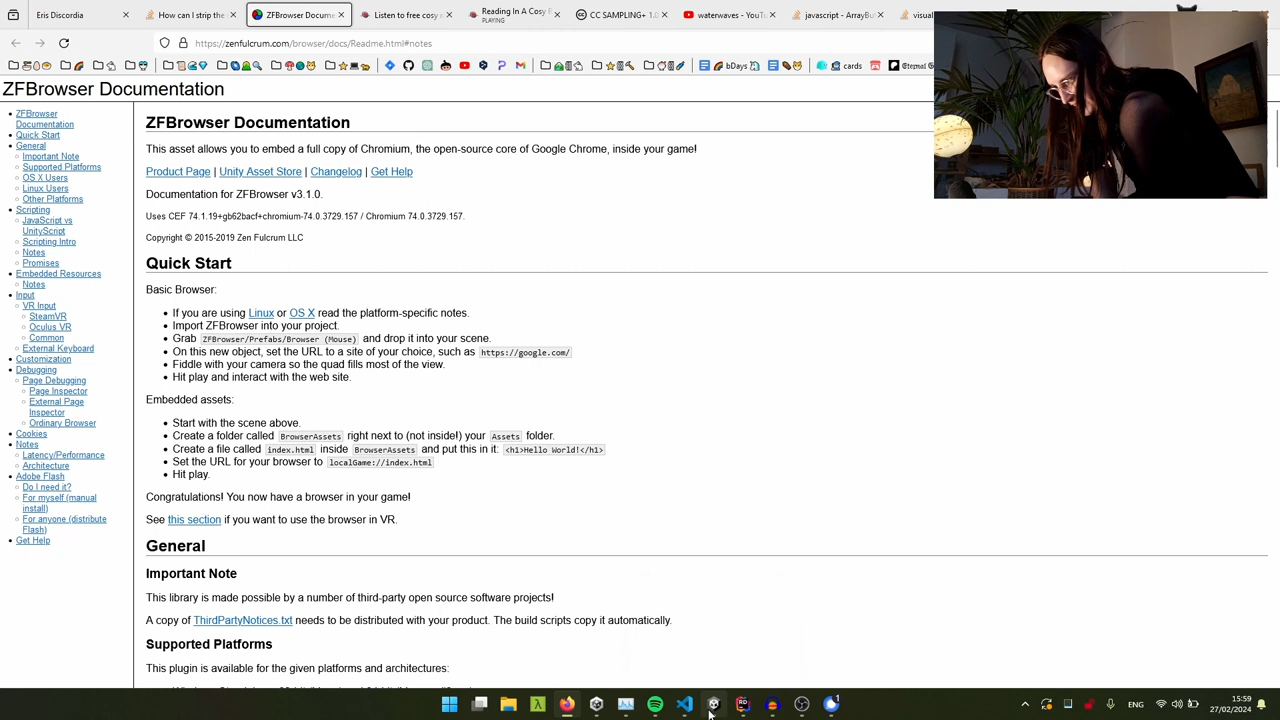 Eris Discordia
How can I strip the
ZFBrowser Docume
Listen to free cosy
Reading In A Cosy
PLAYING
CC SAMPLING+ 1.0
waterwaves - YouTu
javascript - ArrayBu
visual
https://zenfulcrum.com/browser/docs/Readme.html#notes
bDays
cards
Eternal
ZFBrowser Documentation
ZFBrowser
Documentation
Quick Start
General
Important Note
Supported Platforms
OS X Users
Linux Users
Other Platforms
Scripting
JavaScript vs
UnityScript
Scripting Intro
Notes
Promises
Embedded Resources
Notes
Input
VR Input
SteamVR
Oculus VR
Common
External Keyboard
Customization
Debugging
Page Debugging
Page Inspector
External Page
Inspector
Ordinary Browser
Cookies
Notes
Latency/Performance
Architecture
Adobe Flash
Do I need it?
For myself (manual
install)
For anyone (distribute
Flash)
Get Help
ZFBrowser Documentation
This asset allows you to embed a full copy of Chromium, the open-source core of Google Chrome, inside your game!
Product Page | Unity Asset Store | Changelog | Get Help
Documentation for ZFBrowser v3.1.0.
Uses CEF 74.1.19+gb62bacf+chromium-74.0.3729.157 / Chromium 74.0.3729.157.
Copyright © 2015-2019 Zen Fulcrum LLC
Quick Start
Basic Browser:
If you are using Linux or OS X read the platform-specific notes.
Import ZFBrowser into your project.
Grab ZFBrowser/Prefabs/Browser (Mouse) and drop it into your scene.
On this new object, set the URL to a site of your choice, such as https://google.com/
Fiddle with your camera so the quad fills most of the view.
Hit play and interact with the web site.
Embedded assets:
Start with the scene above.
Create a folder called BrowserAssets right next to (not inside!) your Assets folder.
Create a file called index.html inside BrowserAssets and put this in it: <h1>Hello World!</h1>
Set the URL for your browser to localGame://index.html
Hit play.
Congratulations! You now have a browser in your game!
See this section if you want to use the browser in VR.
General
Important Note
This library is made possible by a number of third-party open source software projects!
A copy of ThirdPartyNotices.txt needs to be distributed with your product. The build scripts copy it automatically.
Supported Platforms
This plugin is available for the given platforms and architectures:
ENG
15:59
27/02/2024